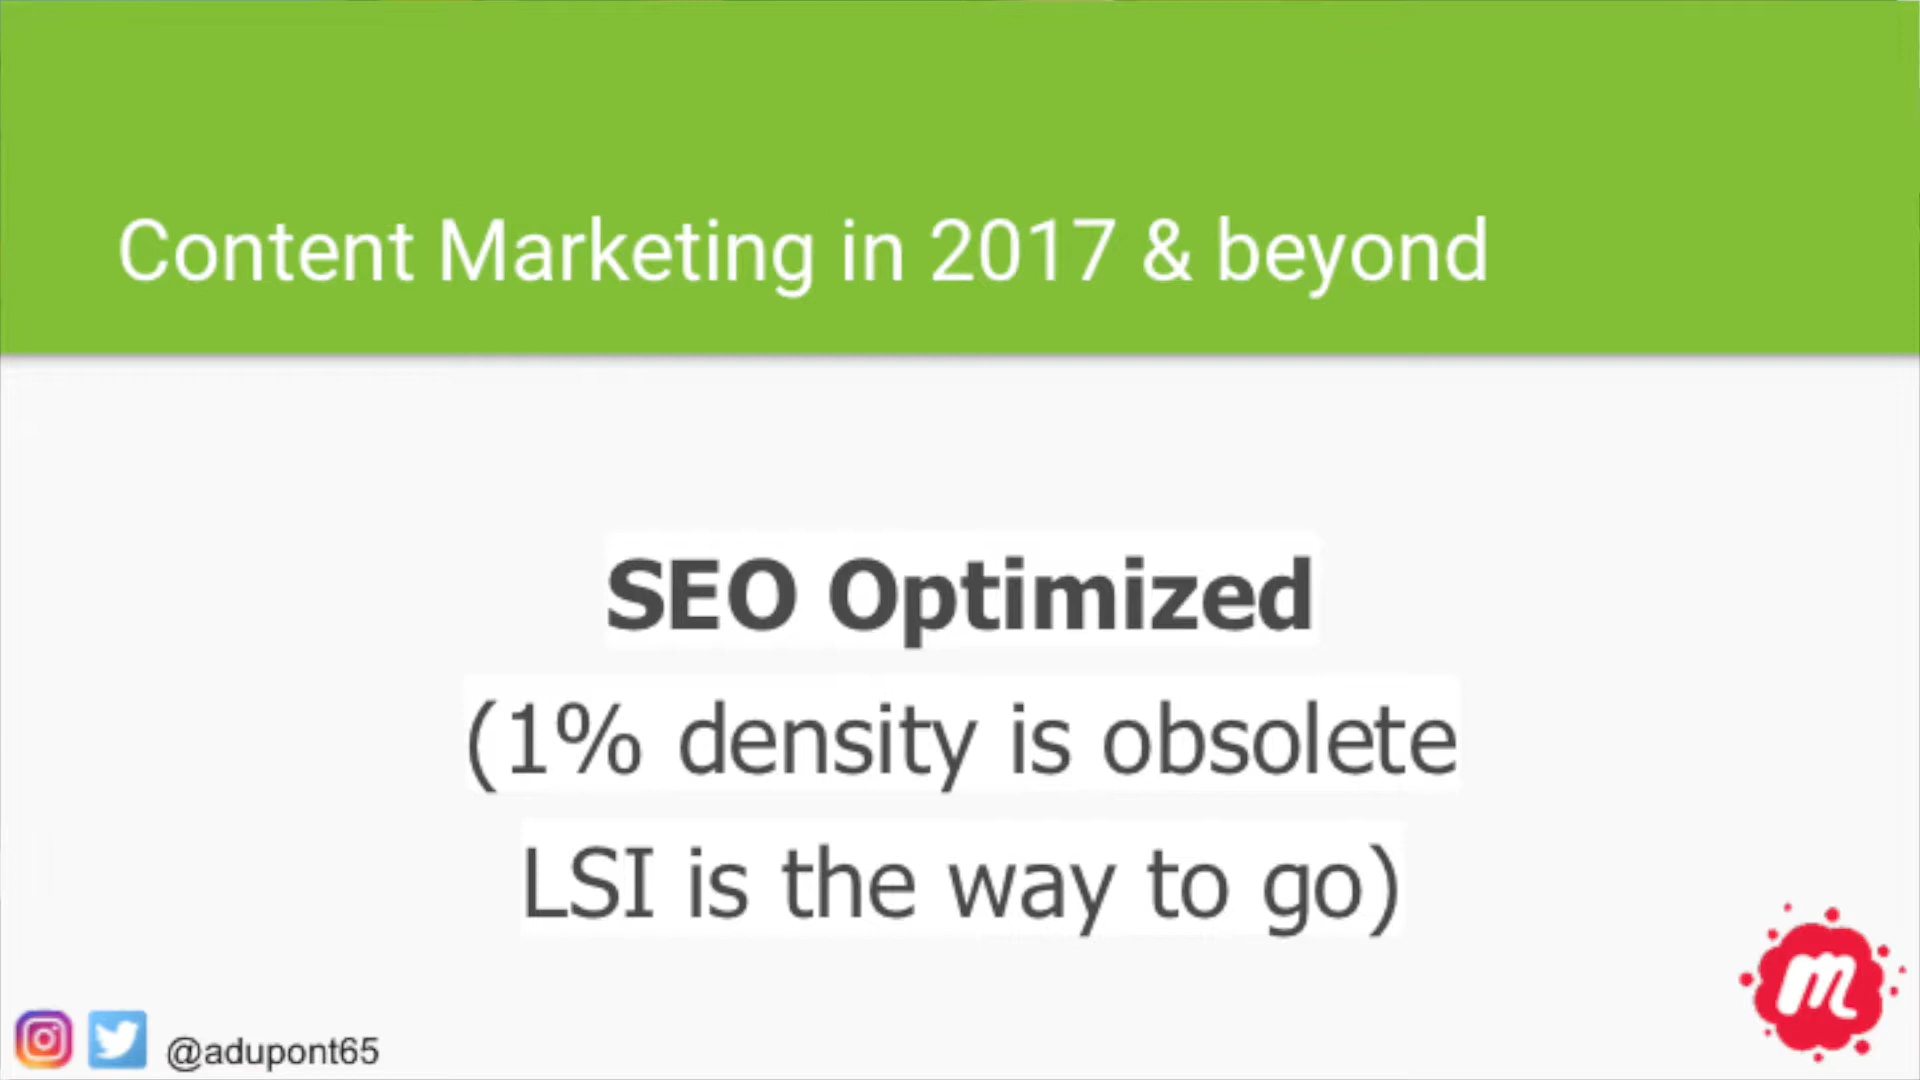 Content Marketing in 2017 & beyond
SEO Optimized
(1% density is obsolete
LSI is the way to go)
@adupont65
m